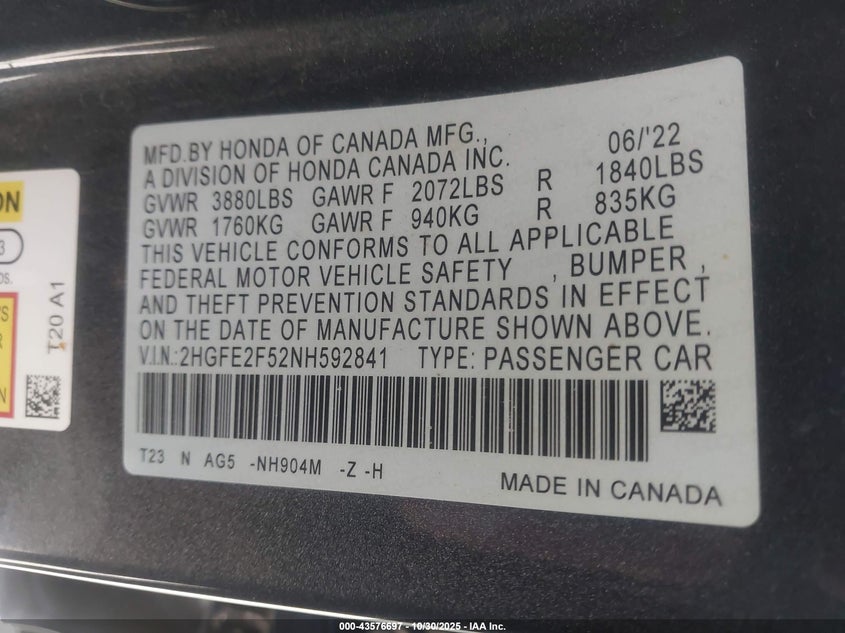 MFD.BY HONDA OF CANADA MFG., 06/'22
A DIVISION OF HONDA CANADA INC.
GVWR 3880LBS GAWR F 2072LBS R 1840LBS
GVWR 1760KG GAWR F 940KG R 835KG
THIS VEHICLE CONFORMS TO ALL APPLICABLE
FEDERAL MOTOR VEHICLE SAFETY , BUMPER ,
AND THEFT PREVENTION STANDARDS IN EFFECT
ON THE DATE OF MANUFACTURE SHOWN ABOVE.
V.I.N.:2HGFE2F52NH592841 TYPE: PASSENGER CAR
T23 N AG5 -NH904M -Z -H
MADE IN CANADA
T20 A1
000-43576697 - 10/30/2025 - IAA Inc.